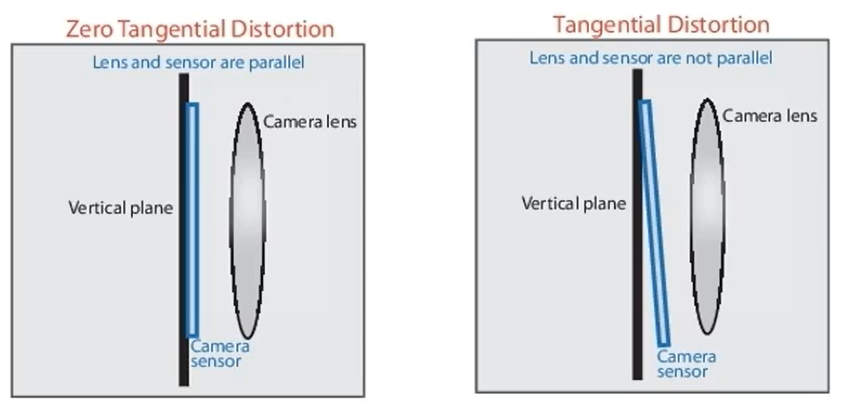 Zero Tangential Distortion
Lens and sensor are parallel
Camera lens
Vertical plane
Camera
sensor
Tangential Distortion
Lens and sensor are not parallel
Camera lens
Vertical plane
Camera
sensor